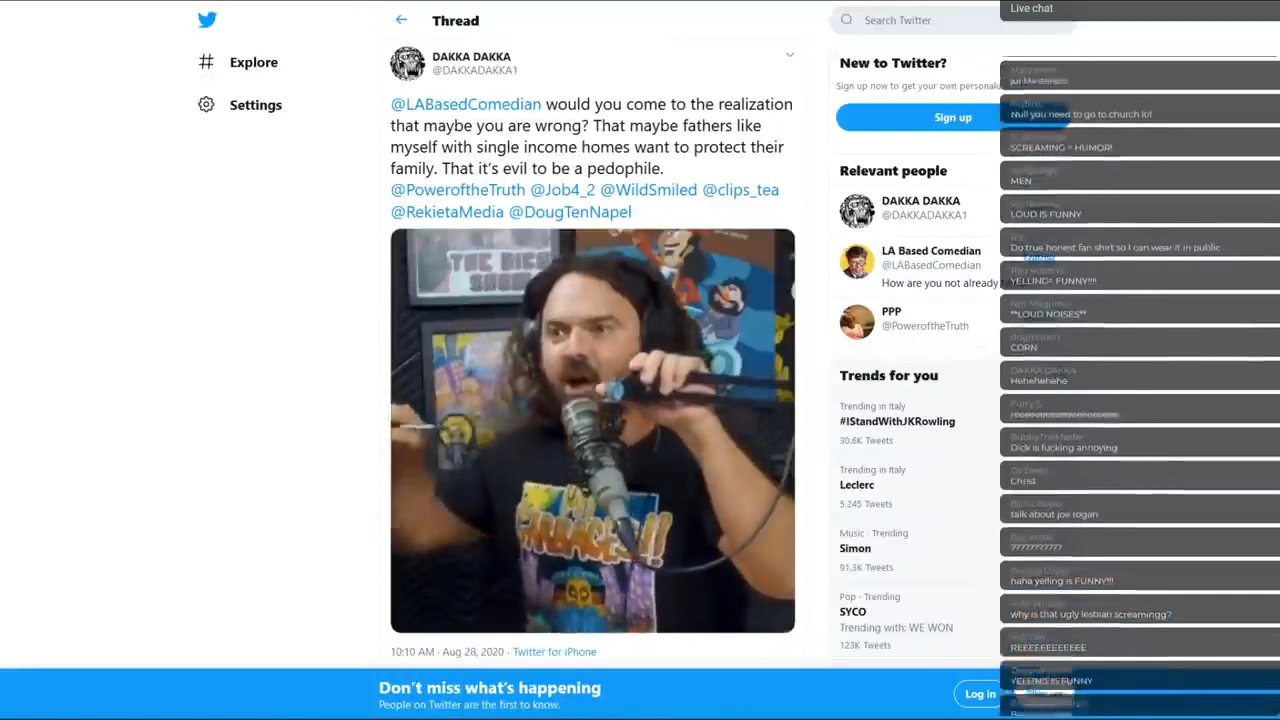 Explore
Settings
Thread
DAKKA DAKKA
@DAKKADAKKA1
@LABasedComedian would you come to the realization
that maybe you are wrong? That maybe fathers like
myself with single income homes want to protect their
family. That it's evil to be a pedophile.
@PoweroftheTruth @Job4_2 @WildSmiled @clips_tea
@RekietaMedia @DougTenNapel
10:10 AM · Aug 28, 2020 · Twitter for iPhone
Search Twitter
New to Twitter?
Sign up now to get your own personali
Sign up
Relevant people
DAKKA DAKKA
@DAKKADAKKA1
LA Based Comedian
@LABasedComedian
How are you not already
PPP
@PoweroftheTruth
Trends for you
Trending in Italy
#IStandWithJKRowling
30.6K Tweets
Trending in Italy
Leclerc
5,245 Tweets
Music · Trending
Simon
91.3K Tweets
Pop · Trending
SYCO
Trending with: WE WON
123K Tweets
Don't miss what's happening
People on Twitter are the first to know.
Log in
Live chat
Null you need to go to church lol
SCREAMING = HUMOR!
MEN
LOUD IS FUNNY
Do true honest fan shirt so I can wear it in public
YELLING= FUNNY!!!!
**LOUD NOISES**
CORN
DAKKA DAKKA
Hehehehehe
Dick is fucking annoying
Christ
talk about joe rogan
???????????
haha yelling is FUNNY!!!
why is that ugly lesbian screamingg?
REEEEEEEEEEEE
YELLING IS FUNNY